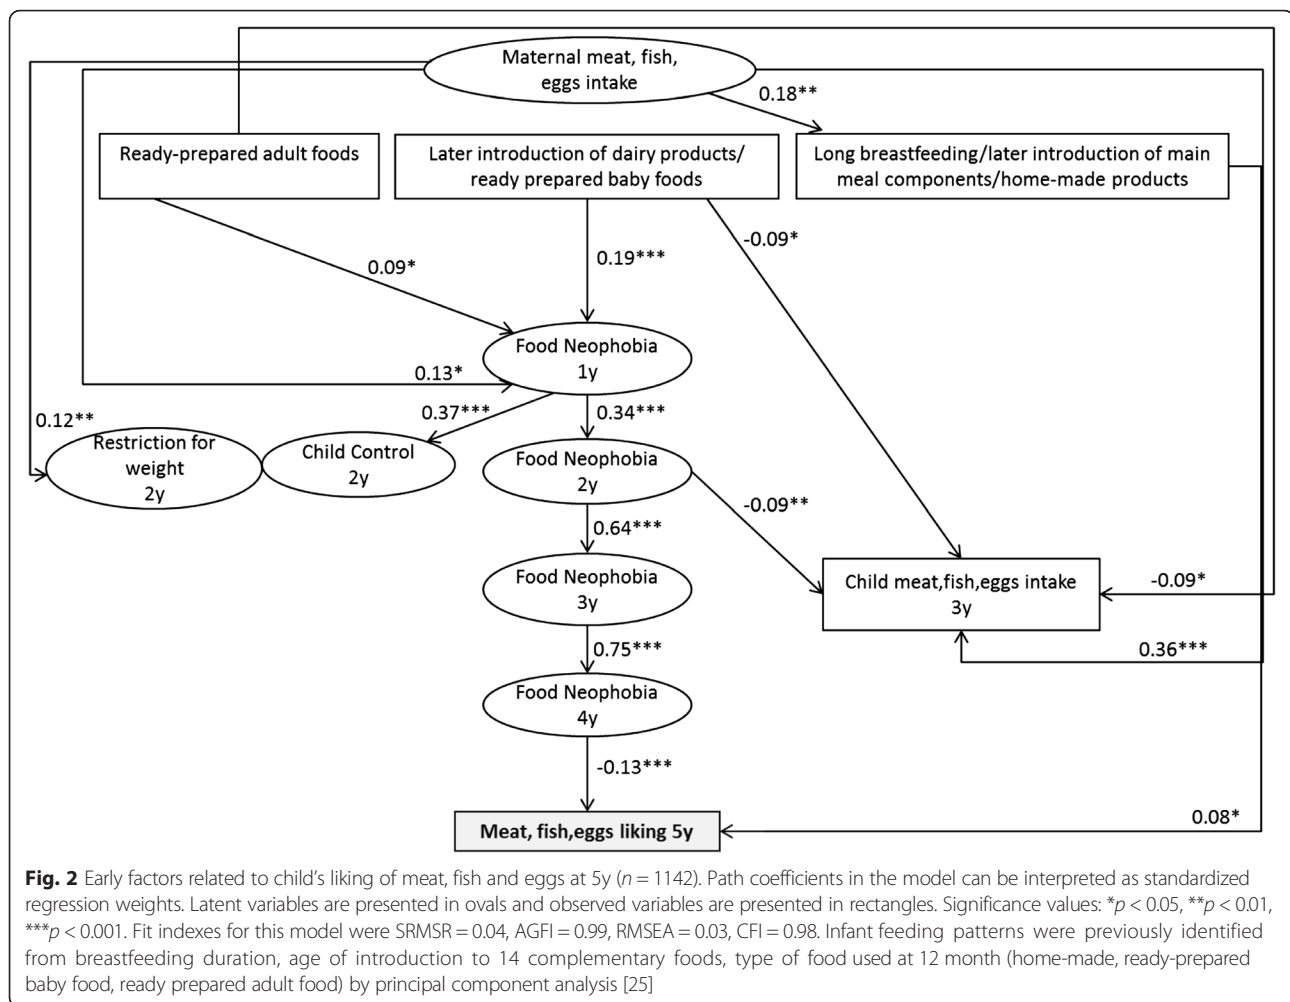 Maternal meat, fish,
eggs intake
0.18**
Ready-prepared adult foods
Later introduction of dairy products/
ready prepared baby foods
Long breastfeeding/later introduction of main
meal components/home-made products
-0.09*
0.19***
0.09*
Food Neophobia
1y
0.13*
0.12**
0.37***
0.34***
Restriction for
weight
2y
Child Control
2y
Food Neophobia
2y
-0.09**
0.64***
Child meat,fish,eggs intake
3y
-0.09*
Food Neophobia
3y
0.36***
0.75***
Food Neophobia
4y
-0.13***
Meat, fish,eggs liking 5y
0.08*
Fig. 2 Early factors related to child's liking of meat, fish and eggs at 5y (n = 1142). Path coefficients in the model can be interpreted as standardized
regression weights. Latent variables are presented in ovals and observed variables are presented in rectangles. Significance values: *p < 0.05, **p < 0.01,
***p < 0.001. Fit indexes for this model were SRMSR = 0.04, AGFI = 0.99, RMSEA = 0.03, CFI = 0.98. Infant feeding patterns were previously identified
from breastfeeding duration, age of introduction to 14 complementary foods, type of food used at 12 month (home-made, ready-prepared
baby food, ready prepared adult food) by principal component analysis [25]